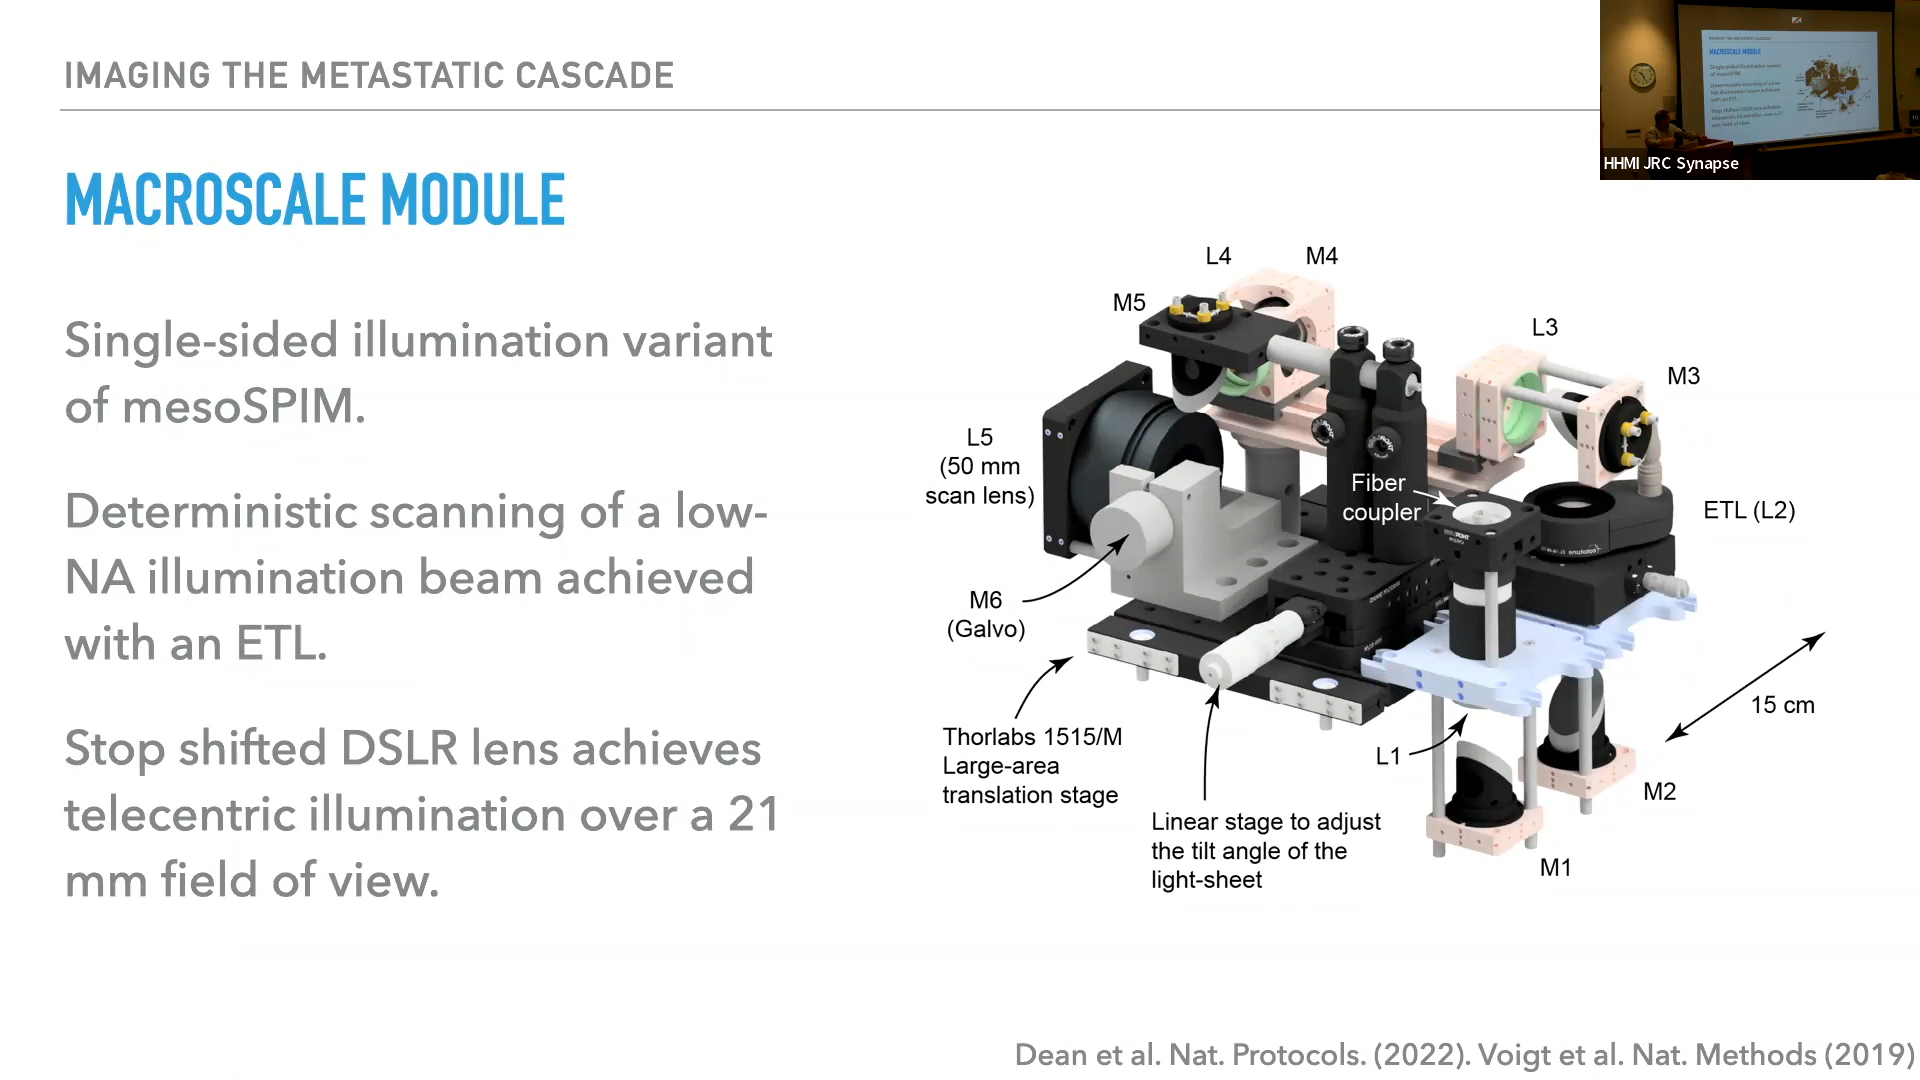 IMAGING THE METASTATIC CASCADE
MACROSCALE MODULE
Single-sided illumination variant
of mesoSPIM.
Deterministic scanning of a low-
NA illumination beam achieved
with an ETL.
Stop shifted DSLR lens achieves
telecentric illumination over a 21
mm field of view.
HHMI JRC Synapse
L4
M4
M5
L3
M3
L5
(50 mm
scan lens)
Fiber
coupler
ETL (L2)
M6
(Galvo)
15 cm
Thorlabs 1515/M
Large-area
translation stage
L1
M2
Linear stage to adjust
the tilt angle of the
light-sheet
M1
Dean et al. Nat. Protocols. (2022). Voigt et al. Nat. Methods (2019)